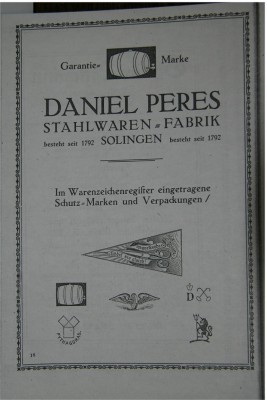 Garantie= Marke
DANIEL PERES
STAHLWAREN = FABRIK
besteht seit 1792 SOLINGEN besteht seit 1792
Im Warenzeichenregister eingetragene
Schutz=Marken und Verpackungen /
D
PYTHAGORAS